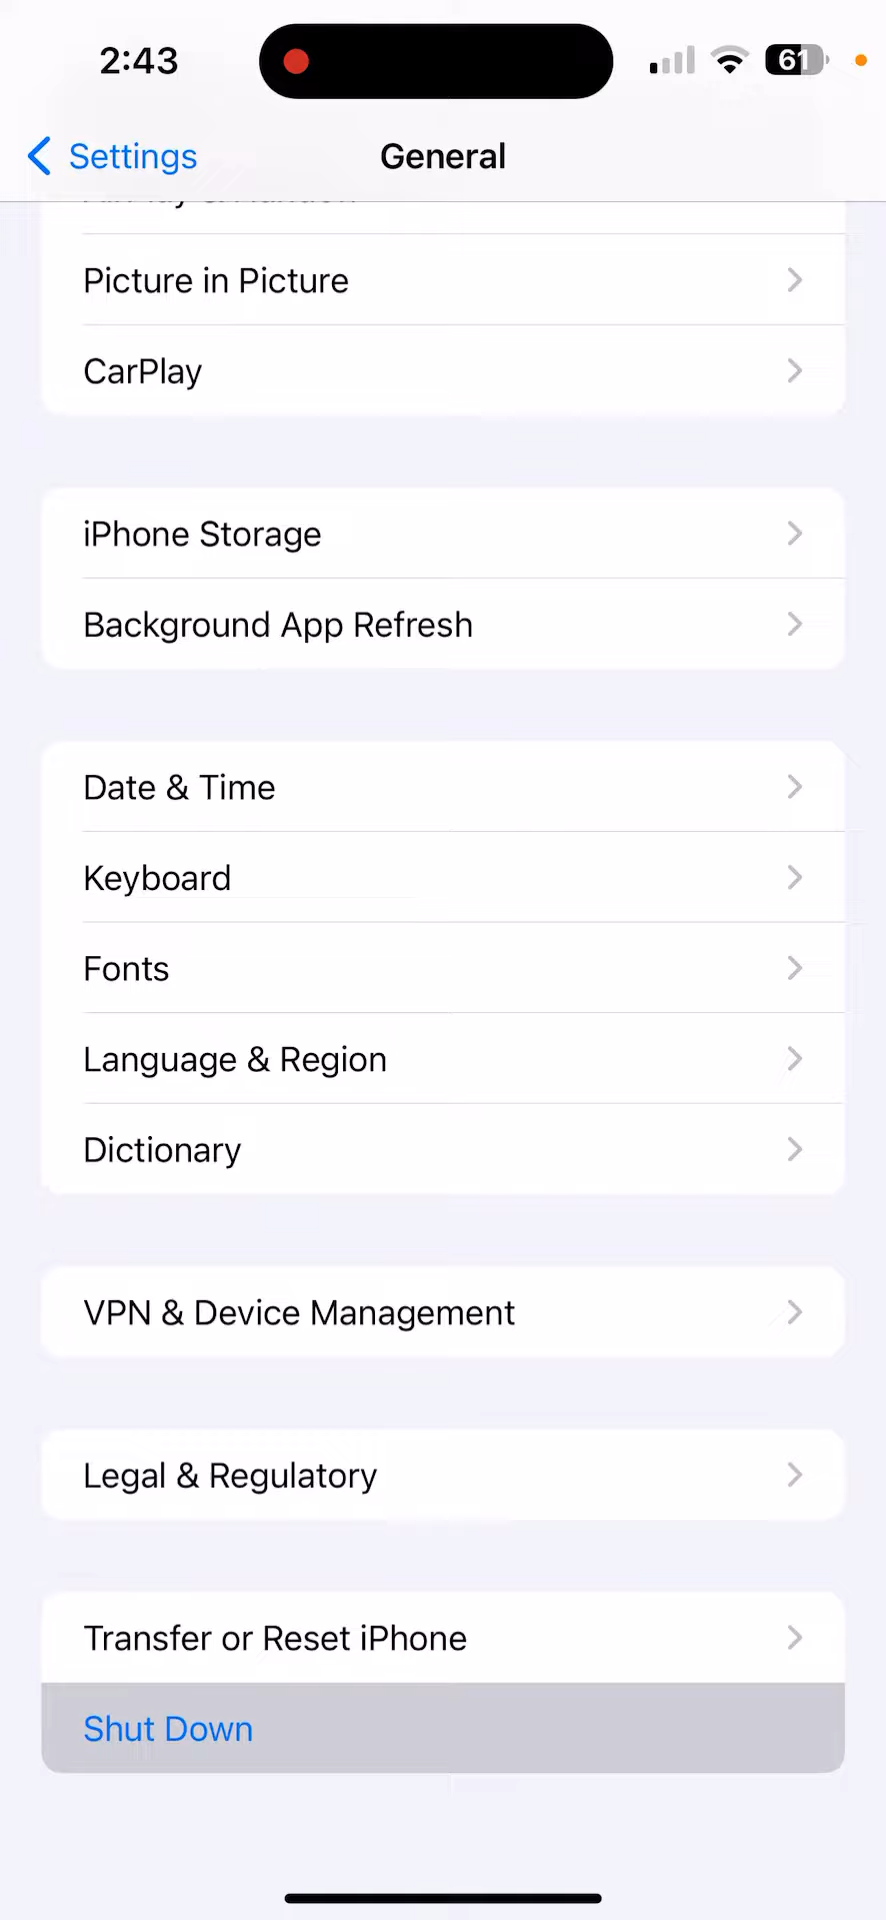 2:43
61
Settings
General
Picture in Picture
CarPlay
iPhone Storage
Background App Refresh
Date & Time
Keyboard
Fonts
Language & Region
Dictionary
VPN & Device Management
Legal & Regulatory
Transfer or Reset iPhone
Shut Down